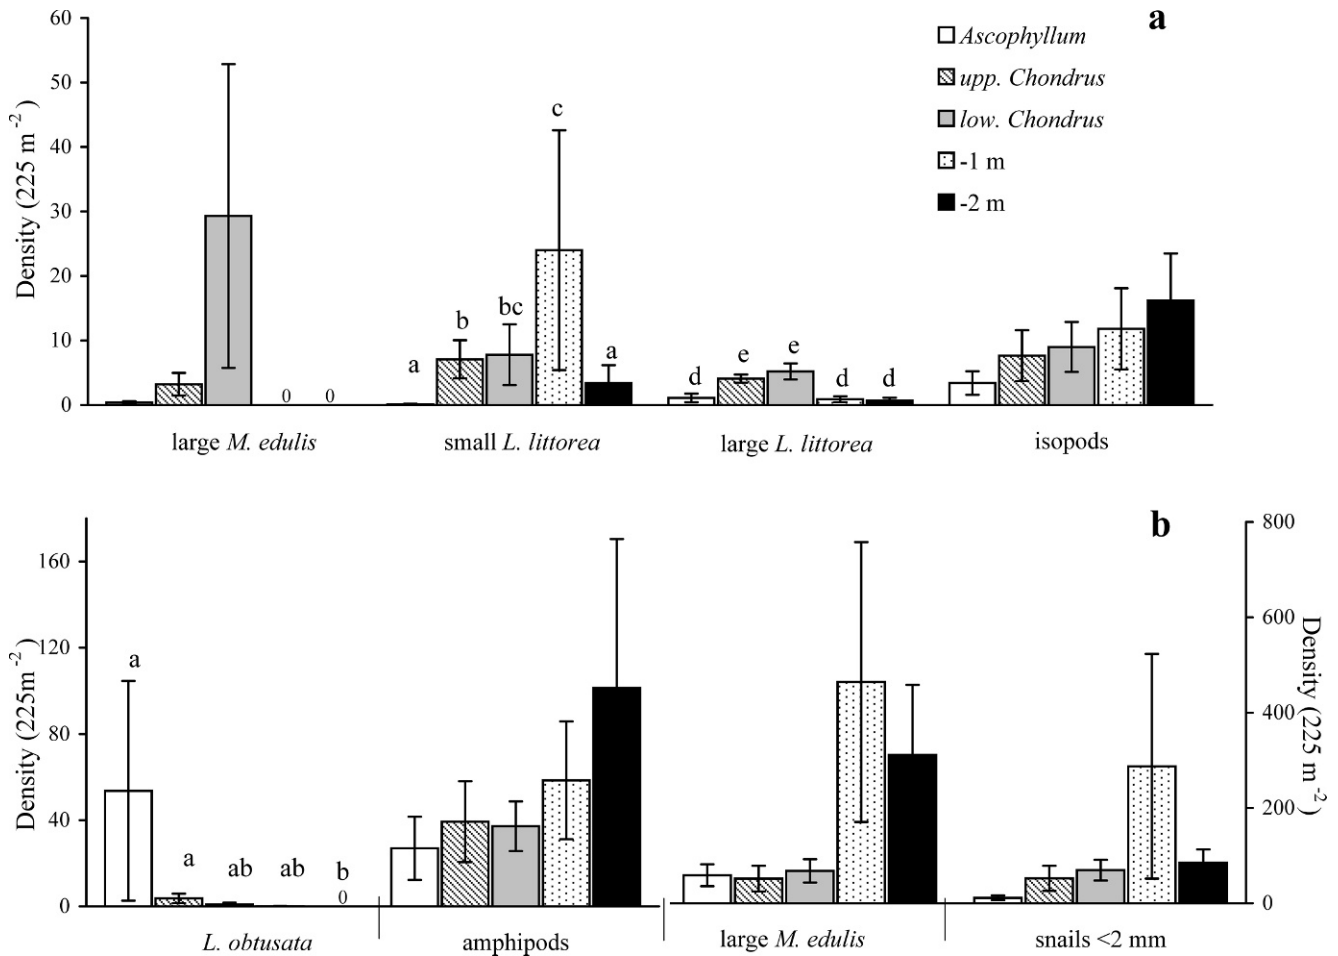 a
60
50
40
30
20
10
0
Density (225 m⁻²)
Ascophyllum
upp. Chondrus
low. Chondrus
-1 m
-2 m
0 0
a b bc c a
d e e d d
large M. edulis small L. littorea large L. littorea isopods
b
160
120
80
40
0
Density (225m⁻²)
a a ab ab b
0
800
600
400
200
0
Density (225 m⁻²)
L. obtusata amphipods large M. edulis snails <2 mm